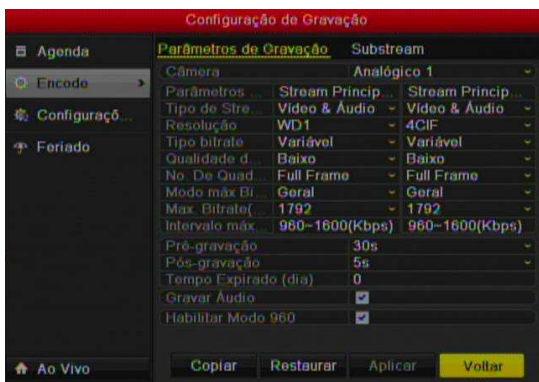 Configuração de Gravação
Agenda
Encode
Configuraçõ...
Feriado
Ao Vivo
Parâmetros de Gravação Substream
Câmera Analógico 1
Parâmetros ... Stream Princip... Stream Princip...
Tipo de Stre... Vídeo & Áudio Vídeo & Áudio
Resolução WD1 4CIF
Tipo bitrate Variável Variável
Qualidade d... Baixo Baixo
No. De Quad... Full Frame Full Frame
Modo máx Bi... Geral Geral
Max. Bitrate(... 1792 1792
Intervalo máx... 960~1600(Kbps) 960~1600(Kbps)
Pré-gravação 30s
Pós-gravação 5s
Tempo Expirado (dia) 0
Gravar Áudio
Habilitar Modo 960
Copiar Restaurar Aplicar Voltar